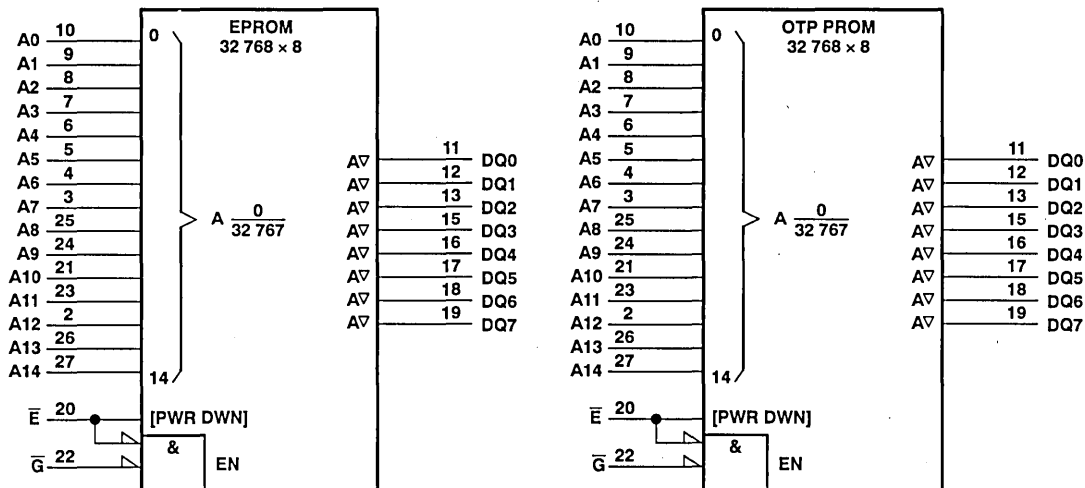 EPROM
32 768 × 8
A0 10
A1 9
A2 8
A3 7
A4 6
A5 5
A6 4
A7 3
A8 25
A9 24
A10 21
A11 23
A12 2
A13 26
A14 27
0
14
A 0
32 767
A▽ 11 DQ0
A▽ 12 DQ1
A▽ 13 DQ2
A▽ 15 DQ3
A▽ 16 DQ4
A▽ 17 DQ5
A▽ 18 DQ6
A▽ 19 DQ7
E̅ 20 [PWR DWN]
&
G̅ 22 EN
OTP PROM
32 768 × 8
A0 10
A1 9
A2 8
A3 7
A4 6
A5 5
A6 4
A7 3
A8 25
A9 24
A10 21
A11 23
A12 2
A13 26
A14 27
0
14
A 0
32 767
A▽ 11 DQ0
A▽ 12 DQ1
A▽ 13 DQ2
A▽ 15 DQ3
A▽ 16 DQ4
A▽ 17 DQ5
A▽ 18 DQ6
A▽ 19 DQ7
E̅ 20 [PWR DWN]
&
G̅ 22 EN